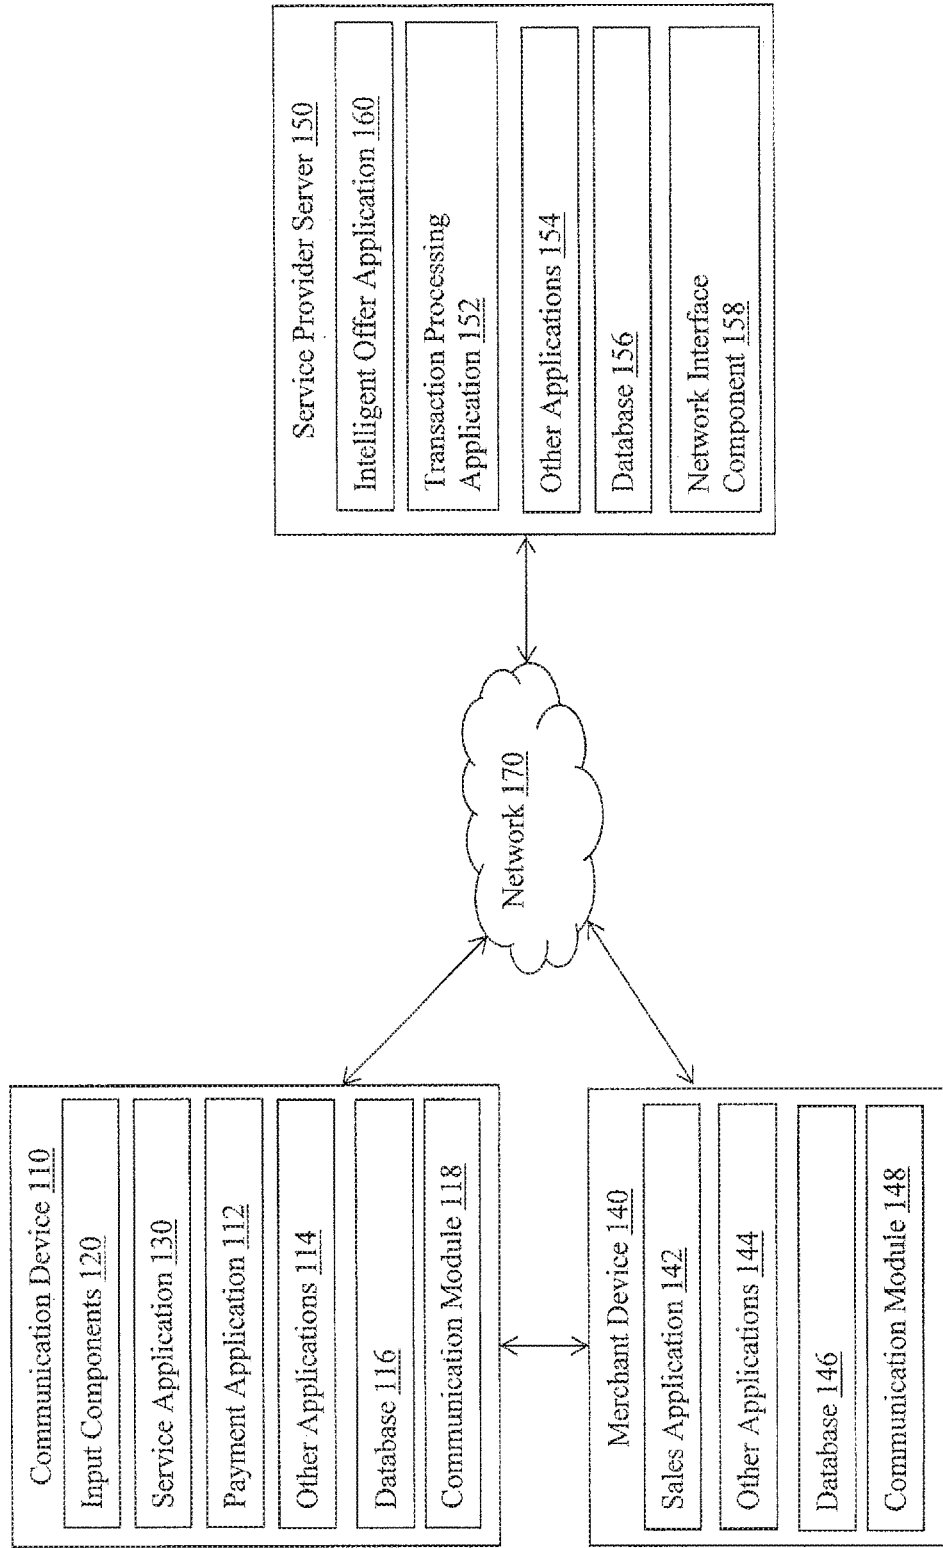 Communication Device 110
Input Components 120
Service Application 130
Payment Application 112
Other Applications 114
Database 116
Communication Module 118
Merchant Device 140
Sales Application 142
Other Applications 144
Database 146
Communication Module 148
Network 170
Service Provider Server 150
Intelligent Offer Application 160
Transaction Processing
Application 152
Other Applications 154
Database 156
Network Interface
Component 158